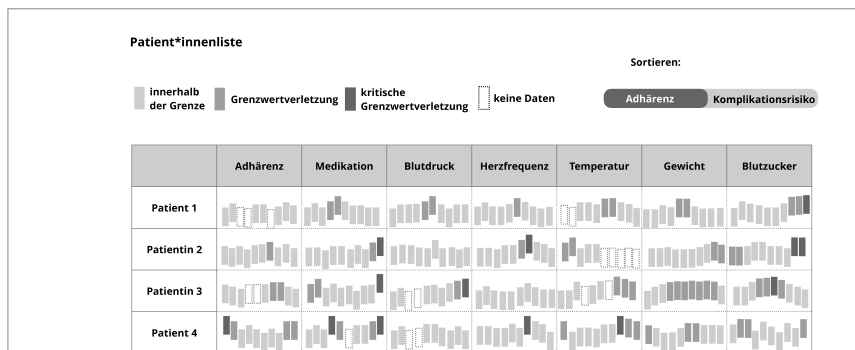 Patient*innenliste
Sortieren:
innerhalb
der Grenze
Grenzwertverletzung
kritische
Grenzwertverletzung
keine Daten
Adhärenz
Komplikationsrisiko
Adhärenz Medikation Blutdruck Herzfrequenz Temperatur Gewicht Blutzucker
Patient 1
Patientin 2
Patientin 3
Patient 4